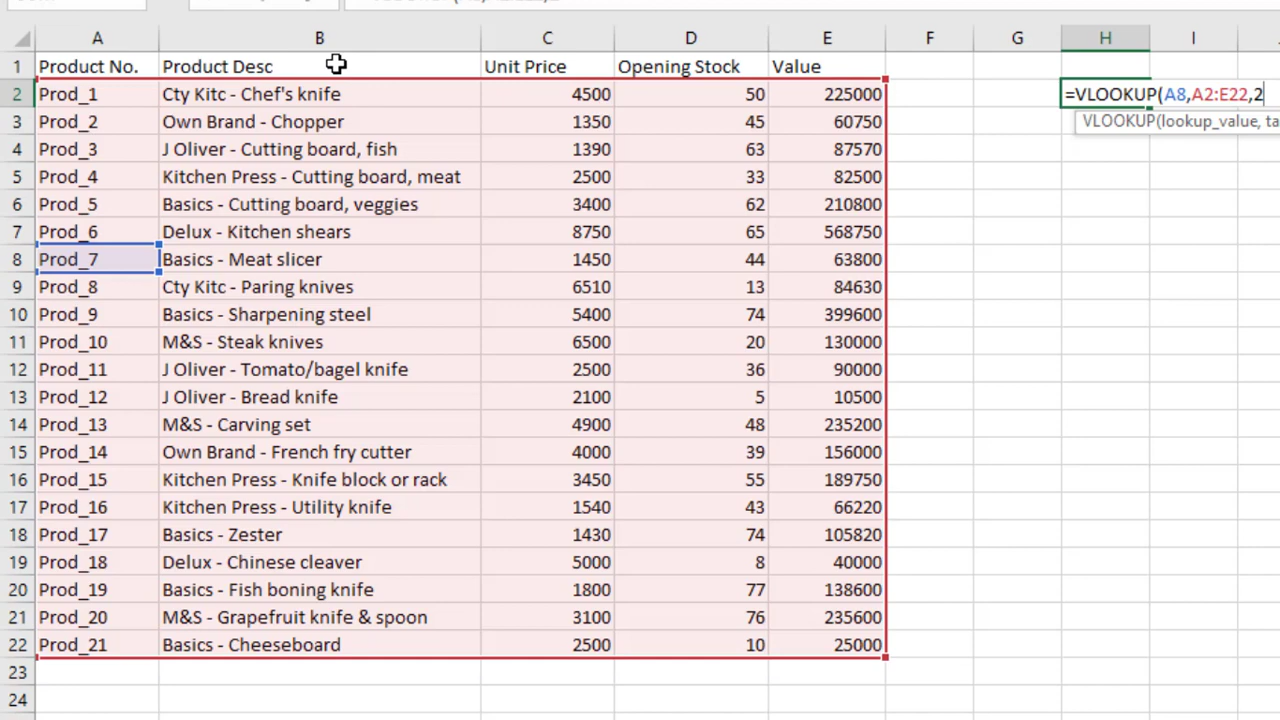 A B C D E F G H I
1 Product No. Product Desc Unit Price Opening Stock Value
2 Prod_1 Cty Kitc - Chef's knife 4500 50 225000 =VLOOKUP(A8,A2:E22,2
3 Prod_2 Own Brand - Chopper 1350 45 60750 VLOOKUP(lookup_value, ta
4 Prod_3 J Oliver - Cutting board, fish 1390 63 87570
5 Prod_4 Kitchen Press - Cutting board, meat 2500 33 82500
6 Prod_5 Basics - Cutting board, veggies 3400 62 210800
7 Prod_6 Delux - Kitchen shears 8750 65 568750
8 Prod_7 Basics - Meat slicer 1450 44 63800
9 Prod_8 Cty Kitc - Paring knives 6510 13 84630
10 Prod_9 Basics - Sharpening steel 5400 74 399600
11 Prod_10 M&S - Steak knives 6500 20 130000
12 Prod_11 J Oliver - Tomato/bagel knife 2500 36 90000
13 Prod_12 J Oliver - Bread knife 2100 5 10500
14 Prod_13 M&S - Carving set 4900 48 235200
15 Prod_14 Own Brand - French fry cutter 4000 39 156000
16 Prod_15 Kitchen Press - Knife block or rack 3450 55 189750
17 Prod_16 Kitchen Press - Utility knife 1540 43 66220
18 Prod_17 Basics - Zester 1430 74 105820
19 Prod_18 Delux - Chinese cleaver 5000 8 40000
20 Prod_19 Basics - Fish boning knife 1800 77 138600
21 Prod_20 M&S - Grapefruit knife & spoon 3100 76 235600
22 Prod_21 Basics - Cheeseboard 2500 10 25000
23
24